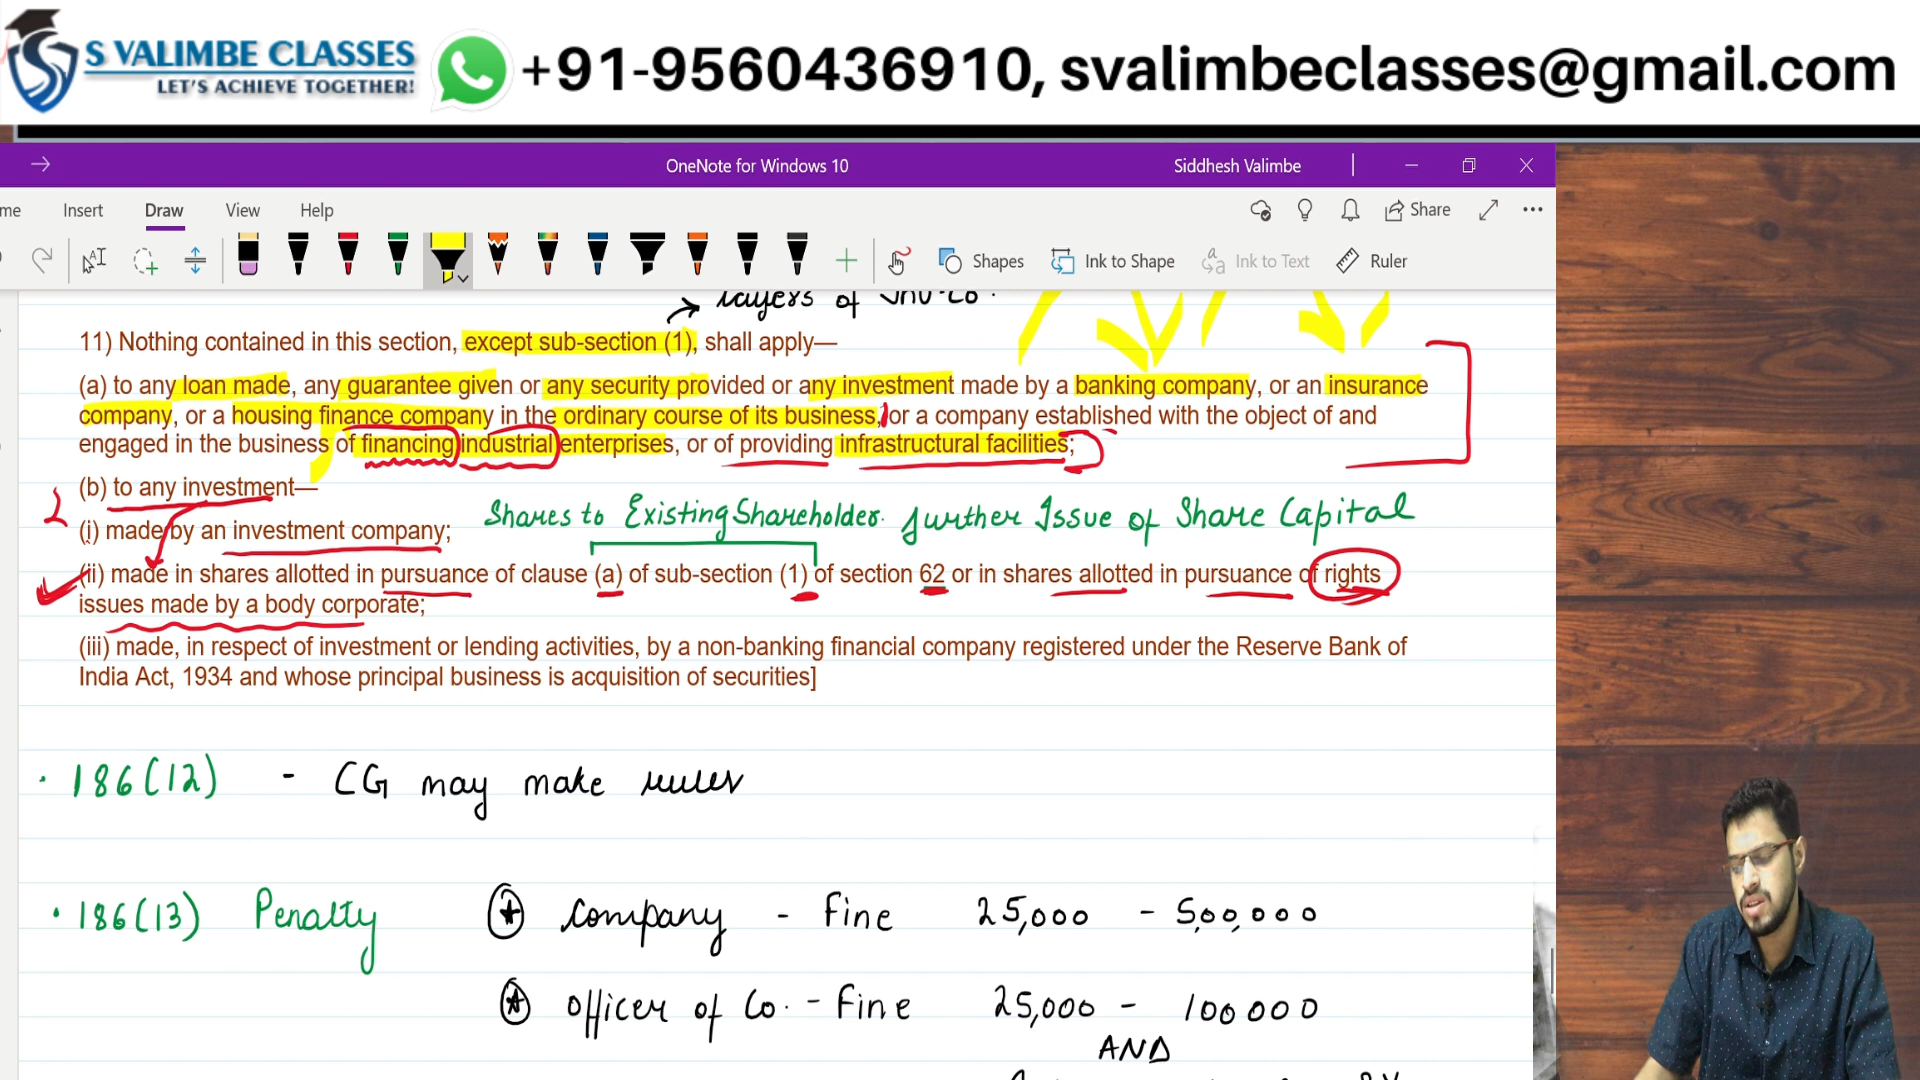 S VALIMBE CLASSES
LET'S ACHIEVE TOGETHER!
+91-9560436910, svalimbeclasses@gmail.com
OneNote for Windows 10
Siddhesh Valimbe
me Insert Draw View Help
Share
Shapes Ink to Shape Ink to Text Ruler
layers of Inv Co.
11) Nothing contained in this section, except sub-section (1), shall apply—
(a) to any loan made, any guarantee given or any security provided or any investment made by a banking company, or an insurance
company, or a housing finance company in the ordinary course of its business, or a company established with the object of and
engaged in the business of financing industrial enterprises, or of providing infrastructural facilities;
(b) to any investment—
Shares to Existing Shareholder. further Issue of Share Capital
(i) made by an investment company;
(ii) made in shares allotted in pursuance of clause (a) of sub-section (1) of section 62 or in shares allotted in pursuance of rights
issues made by a body corporate;
(iii) made, in respect of investment or lending activities, by a non-banking financial company registered under the Reserve Bank of
India Act, 1934 and whose principal business is acquisition of securities]
186(12) - CG may make rules
186(13) Penalty company - Fine 25,000 - 5,00,000
officer of Co. - Fine 25,000 - 100000
AND